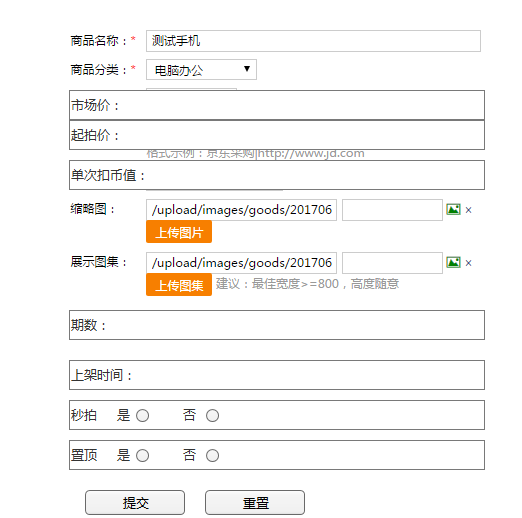 商品名称：* 测试手机
商品分类：* 电脑办公
市场价：
起拍价：
格式示例：京东采购|http://www.jd.com
单次扣币值：
缩略图： /upload/images/goods/201706 ×
上传图片
展示图集： /upload/images/goods/201706 ×
上传图集 建议：最佳宽度>=800，高度随意
期数：
上架时间：
秒拍 是 否
置顶 是 否
提交 重置